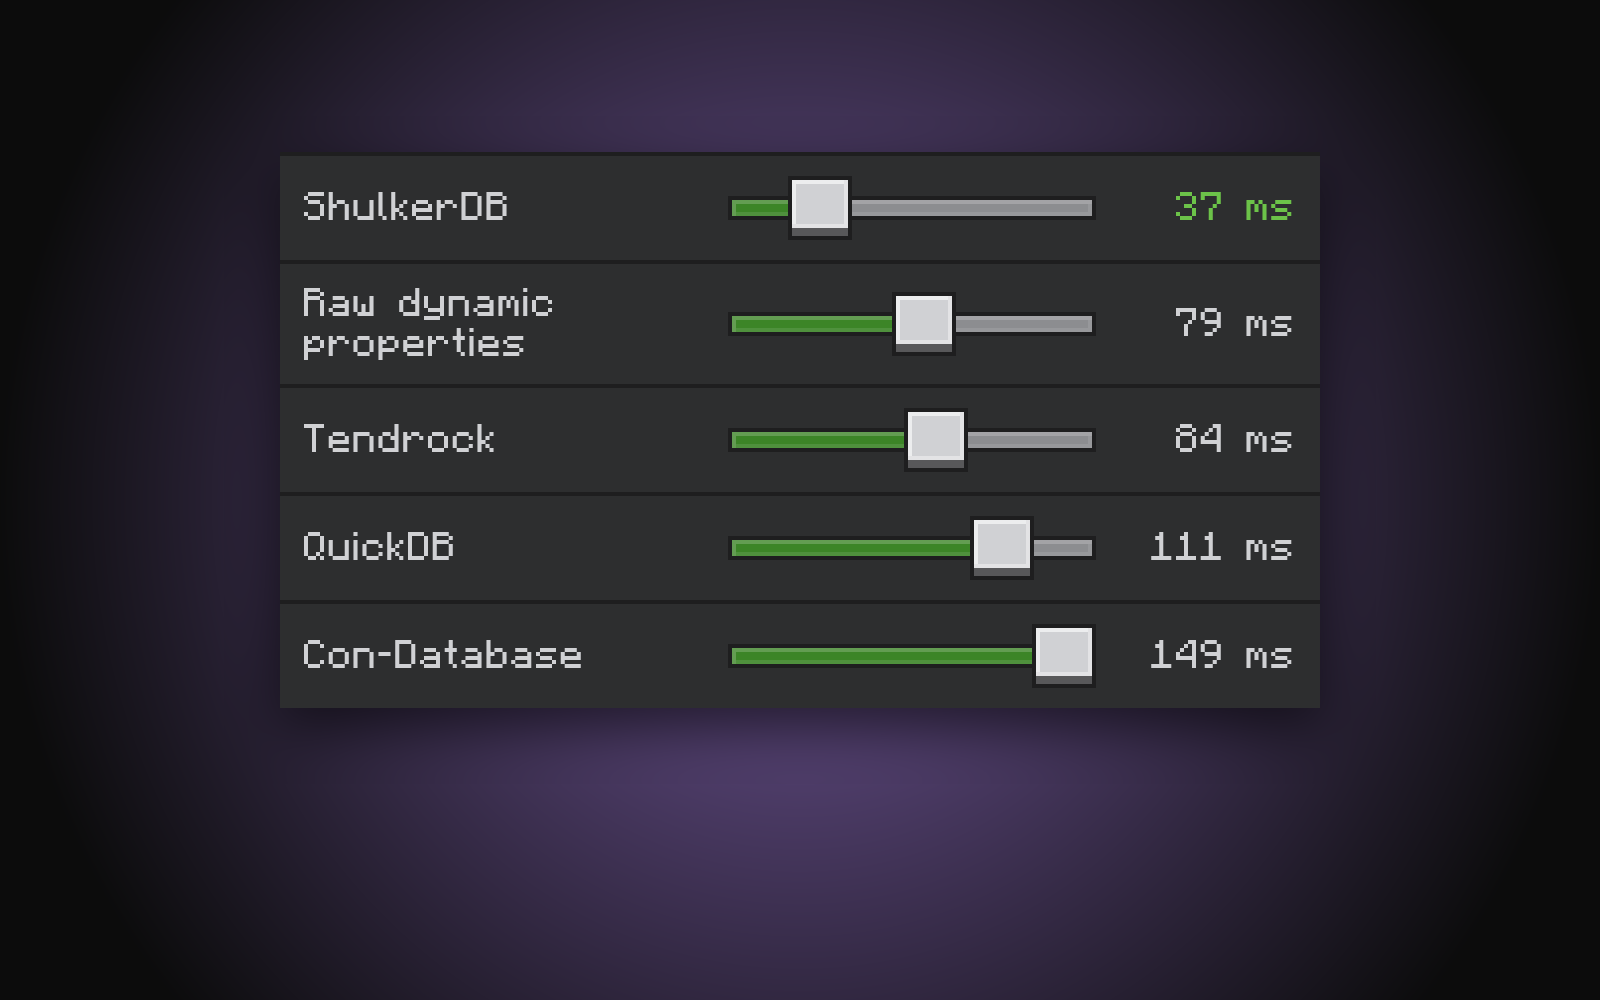 ShulkerDB
37 ms
Raw dynamic
properties
79 ms
Tendrock
84 ms
QuickDB
111 ms
Con-Database
149 ms